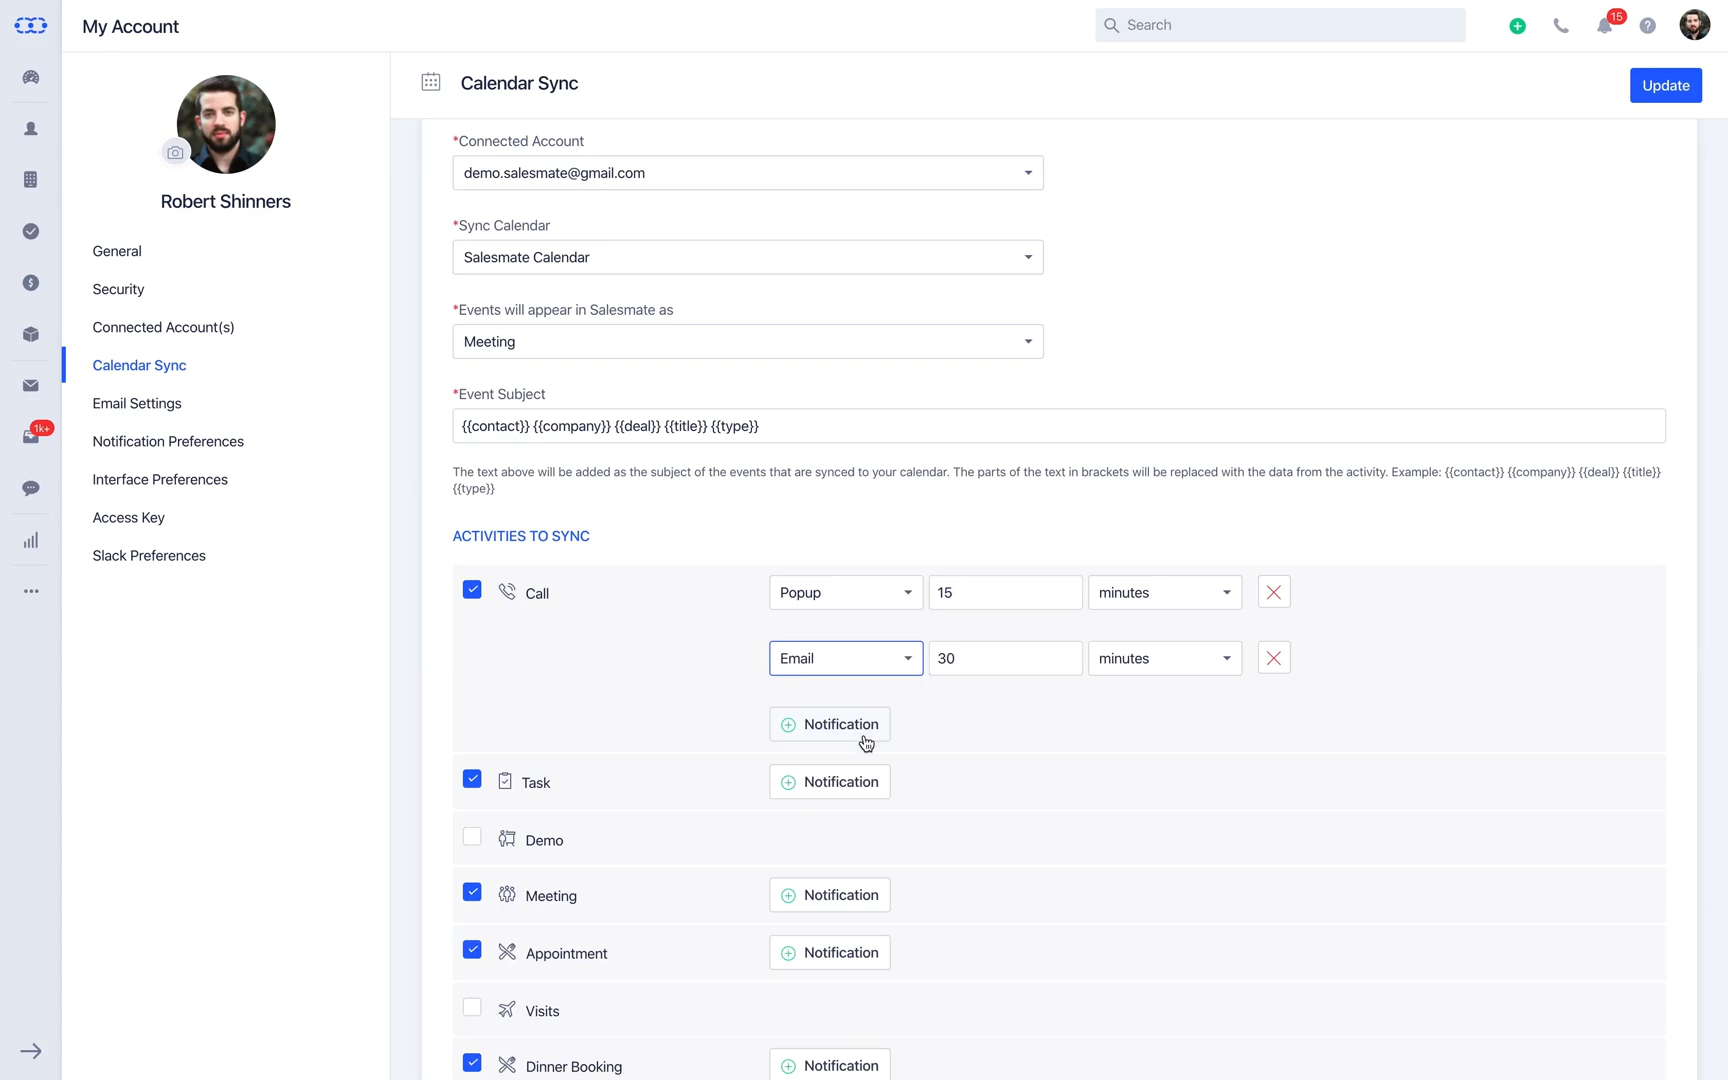 My Account
Search
15
Calendar Sync
Update
Robert Shinners
General
Security
Connected Account(s)
Calendar Sync
Email Settings
1k+
Notification Preferences
Interface Preferences
Access Key
Slack Preferences
*Connected Account
demo.salesmate@gmail.com
*Sync Calendar
Salesmate Calendar
*Events will appear in Salesmate as
Meeting
*Event Subject
{{contact}} {{company}} {{deal}} {{title}} {{type}}
The text above will be added as the subject of the events that are synced to your calendar. The parts of the text in brackets will be replaced with the data from the activity. Example: {{contact}} {{company}} {{deal}} {{title}}
{{type}}
ACTIVITIES TO SYNC
Call Popup 15 minutes
Email 30 minutes
Notification
Task Notification
Demo
Meeting Notification
Appointment Notification
Visits
Dinner Booking Notification